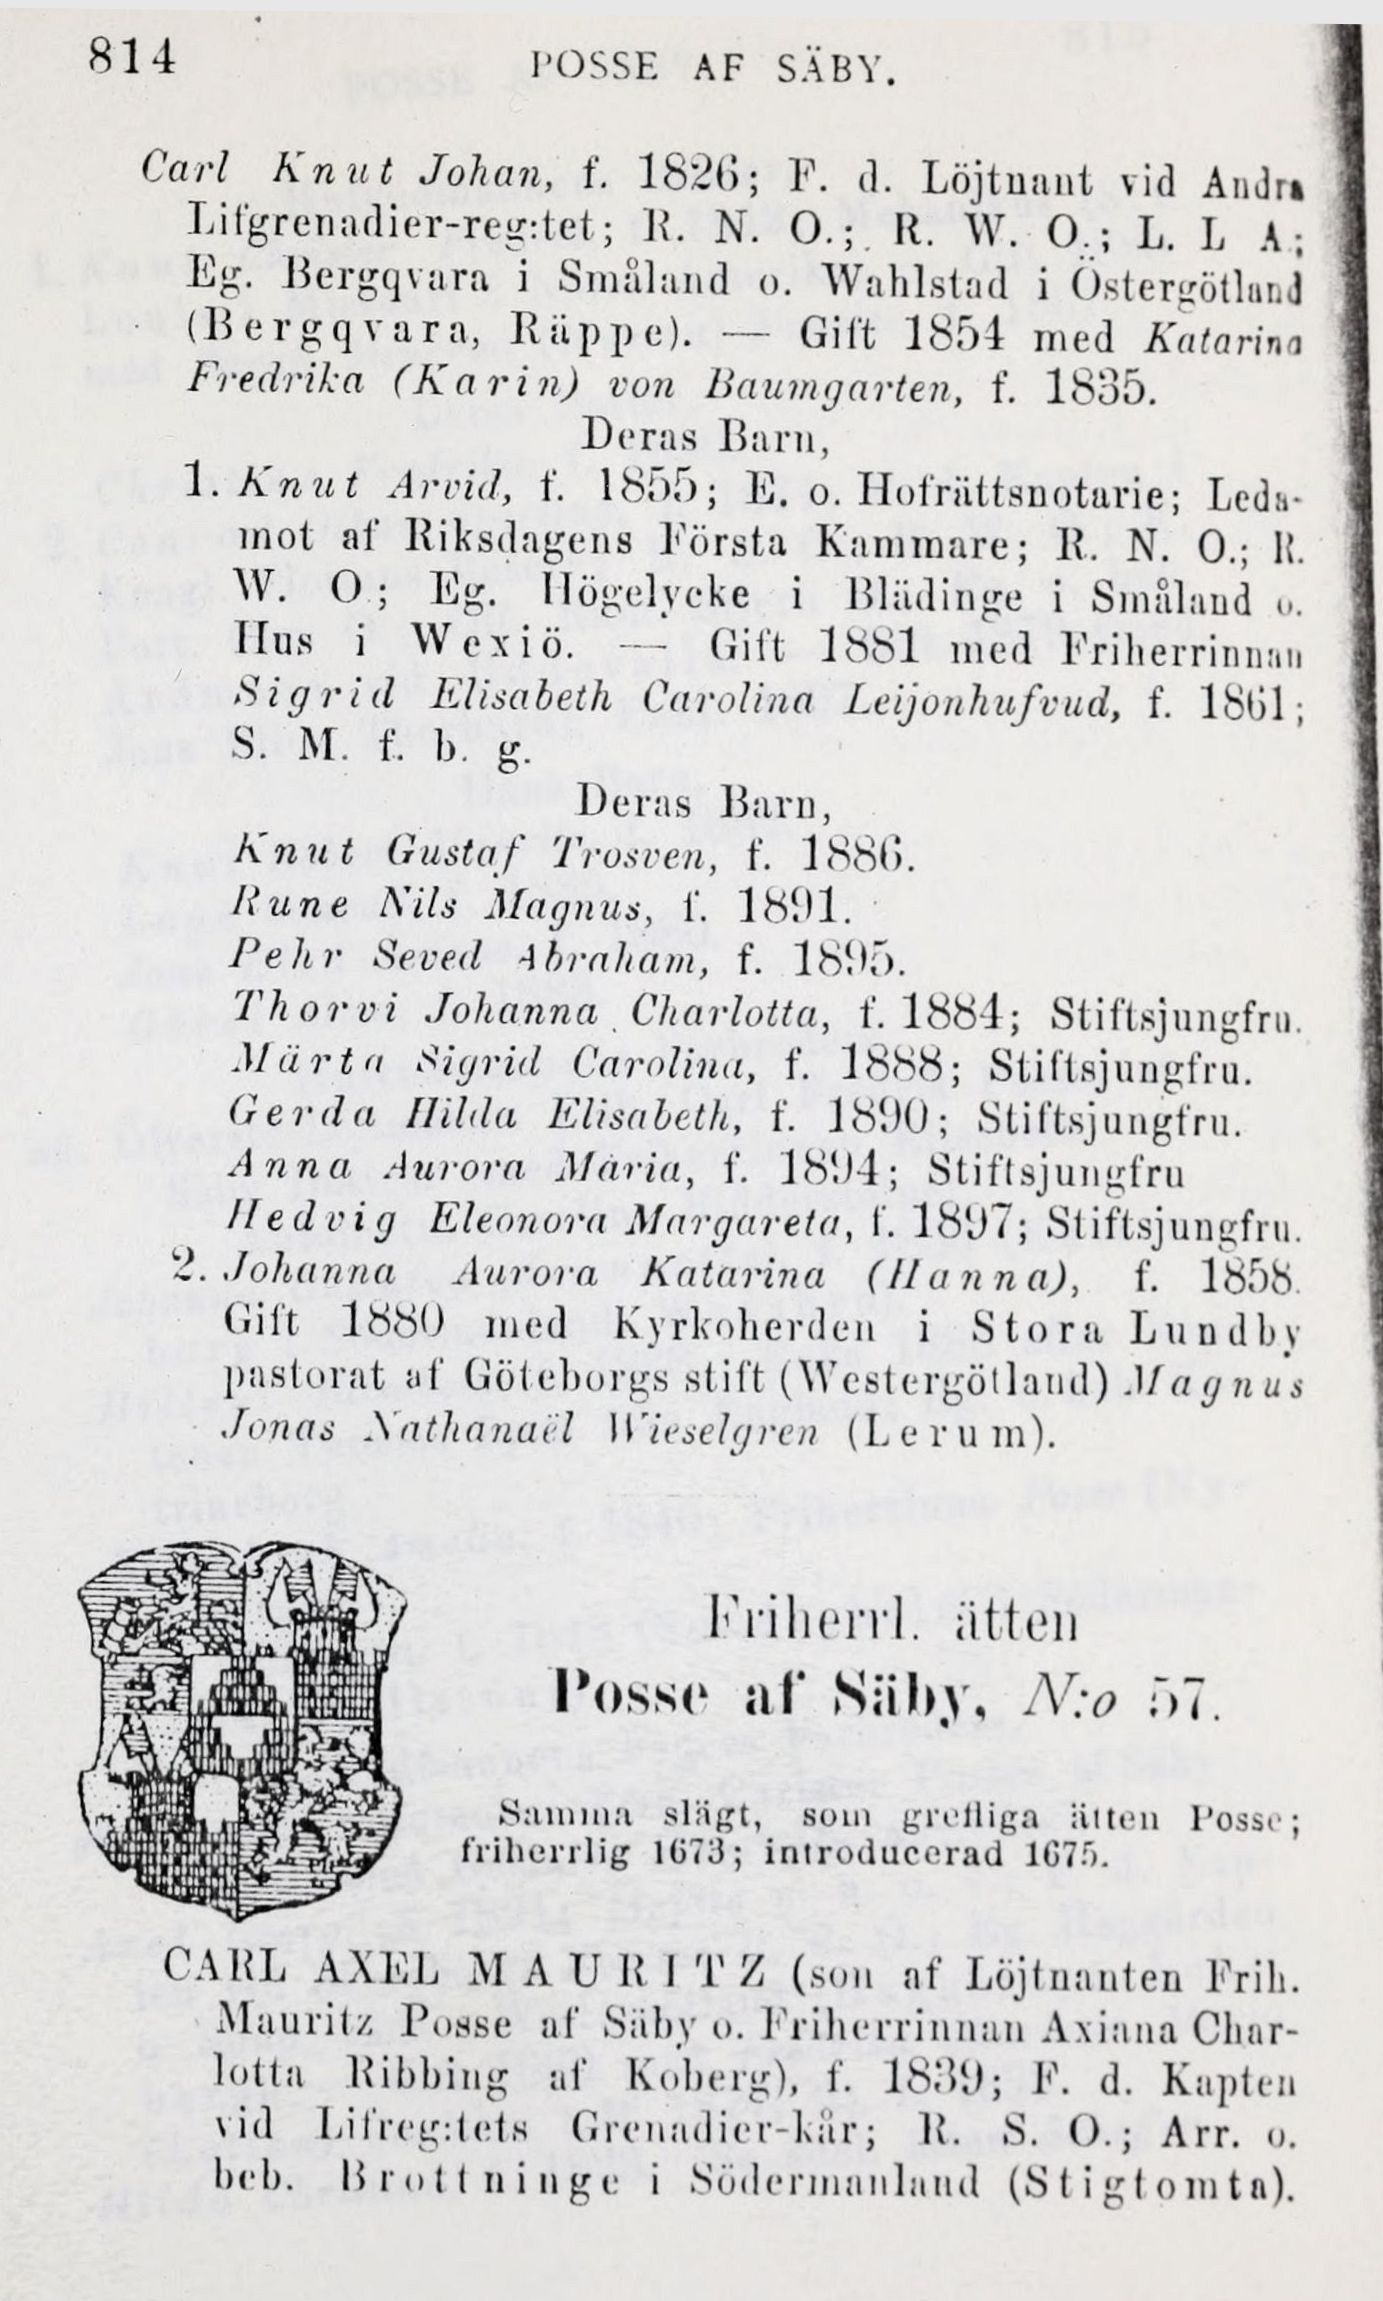 814
POSSE AF SÄBY.
Carl Knut Johan, f. 1826; F. d. Löjtnant vid Andra
Lifgrenadier-reg:tet; R. N. O.; R. W. O.; L. L A.;
Eg. Bergqvara i Småland o. Wahlstad i Östergötland
(Bergqvara, Räppe). — Gift 1854 med Katarina
Fredrika (Karin) von Baumgarten, f. 1835.
Deras Barn,
1. Knut Arvid, f. 1855; E. o. Hofrättsnotarie; Leda-
mot af Riksdagens Första Kammare; R. N. O.; R.
W. O.; Eg. Högelycke i Blädinge i Småland o.
Hus i Wexiö. — Gift 1881 med Friherrinnan
Sigrid Elisabeth Carolina Leijonhufvud, f. 1861;
S. M. f. b. g.
Deras Barn,
Knut Gustaf Trosven, f. 1886.
Rune Nils Magnus, f. 1891.
Pehr Seved Abraham, f. 1895.
Thorvi Johanna Charlotta, f. 1884; Stiftsjungfru.
Märta Sigrid Carolina, f. 1888; Stiftsjungfru.
Gerda Hilda Elisabeth, f. 1890; Stiftsjungfru.
Anna Aurora Maria, f. 1894; Stiftsjungfru
Hedvig Eleonora Margareta, f. 1897; Stiftsjungfru.
2. Johanna Aurora Katarina (Hanna), f. 1858.
Gift 1880 med Kyrkoherden i Stora Lundby
pastorat af Göteborgs stift (Westergötland) Magnus
Jonas Nathanaël Wieselgren (Lerum).
Friherrl. ätten
Posse af Säby, N:o 57.
Samma slägt, som grefliga ätten Posse;
friherrlig 1673; introducerad 1675.
CARL AXEL MAURITZ (son af Löjtnanten Frih.
Mauritz Posse af Säby o. Friherrinnan Axiana Char-
lotta Ribbing af Koberg), f. 1839; F. d. Kapten
vid Lifreg:tets Grenadier-kår; R. S. O.; Arr. o.
beb. Brottninge i Södermanland (Stigtomta).